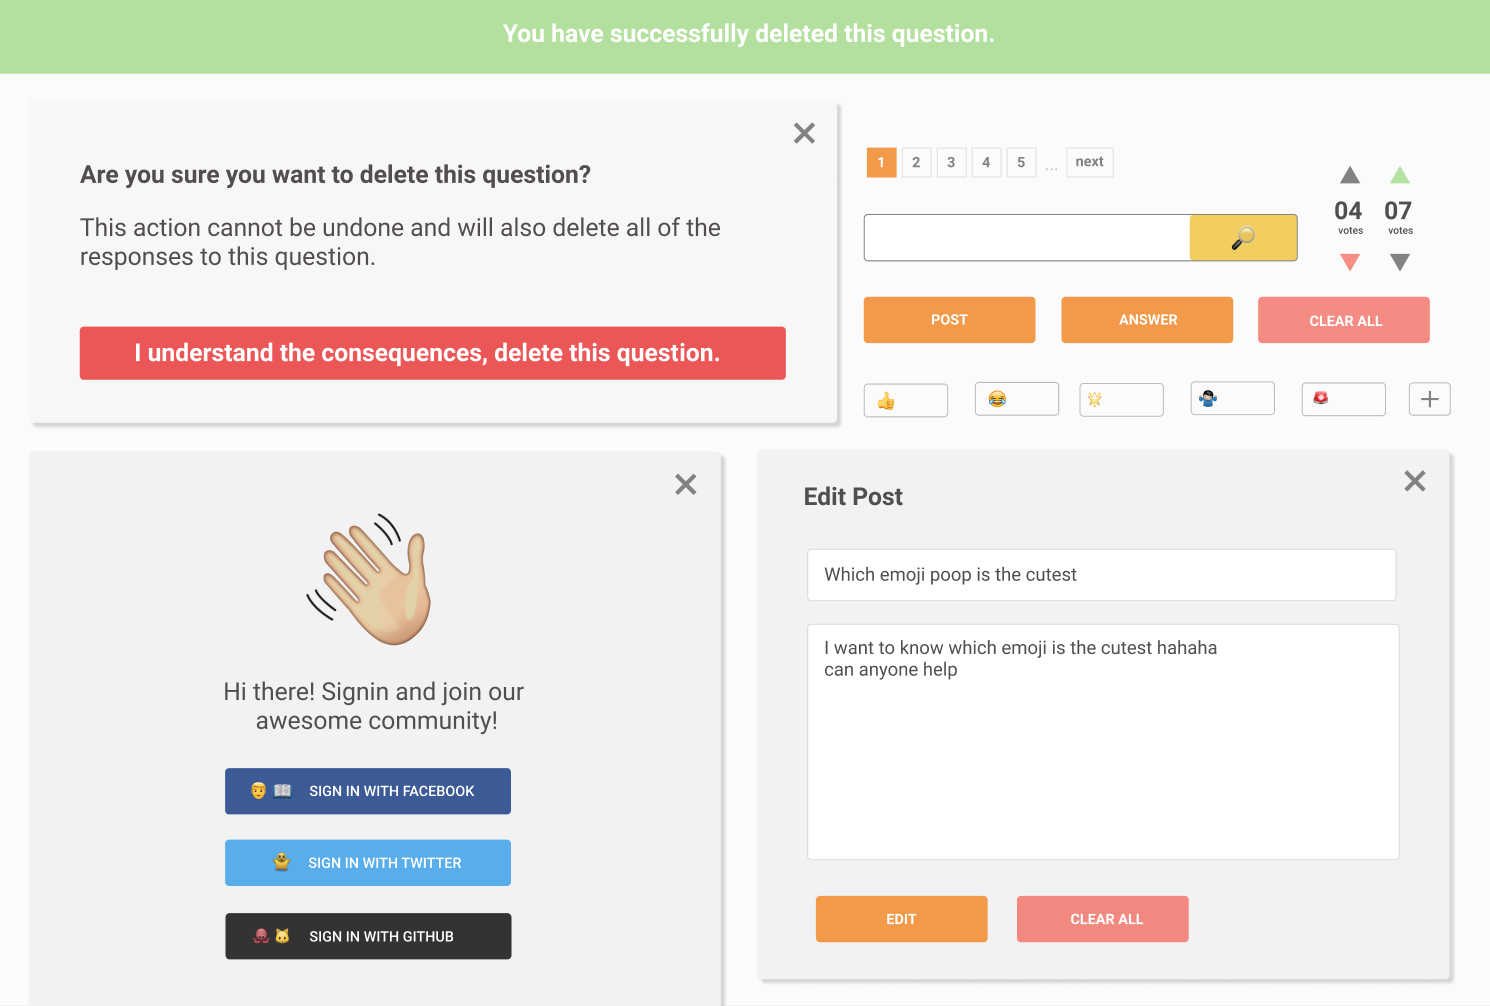 You have successfully deleted this question.
Are you sure you want to delete this question?
This action cannot be undone and will also delete all of the
responses to this question.
I understand the consequences, delete this question.
1 2 3 4 5 ... next
04 07
votes votes
POST ANSWER CLEAR ALL
Hi there! Signin and join our
awesome community!
SIGN IN WITH FACEBOOK
SIGN IN WITH TWITTER
SIGN IN WITH GITHUB
Edit Post
Which emoji poop is the cutest
I want to know which emoji is the cutest hahaha
can anyone help
EDIT CLEAR ALL